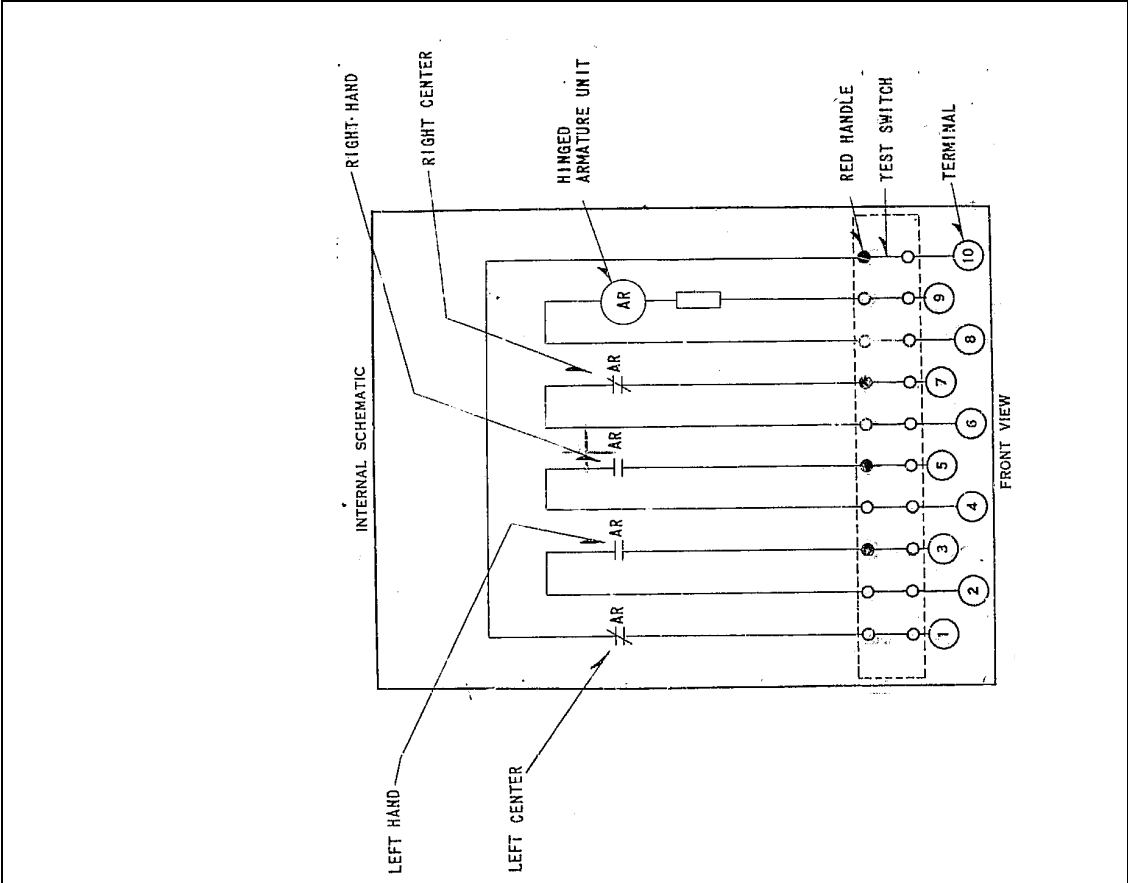 INTERNAL SCHEMATIC
RIGHT-HAND
RIGHT CENTER
HINGED
ARMATURE UNIT
RED HANDLE
TEST SWITCH
TERMINAL
LEFT HAND
LEFT CENTER
AR
AR
AR
AR
AR
1
2
3
4
5
6
7
8
9
10
FRONT VIEW